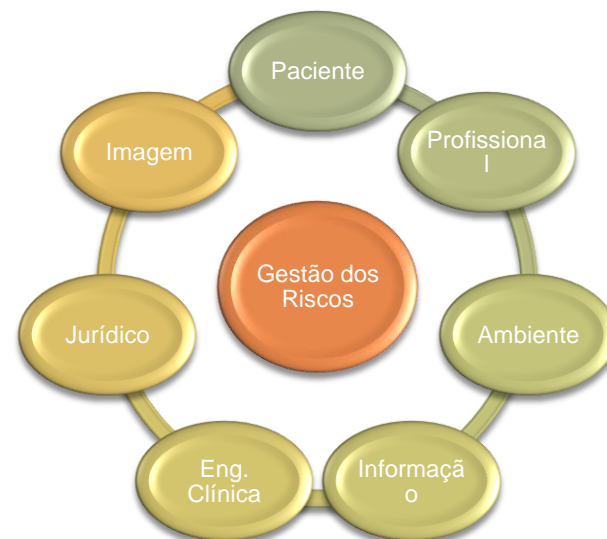 Paciente
Profissiona
l
Ambiente
Informaçã
o
Eng.
Clínica
Jurídico
Imagem
Gestão dos
Riscos